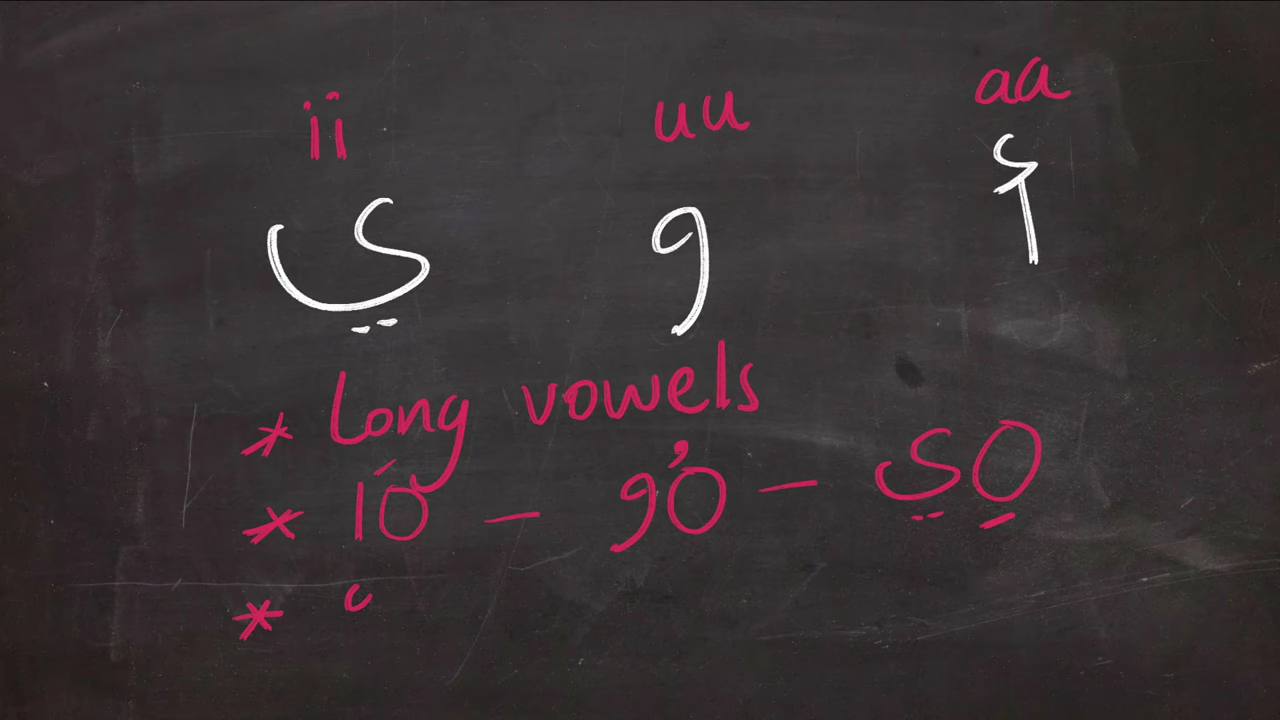 ii uu aa
ي و أ
* Long vowels
* اَ○ – وُ○ – ○ِي
* ْ